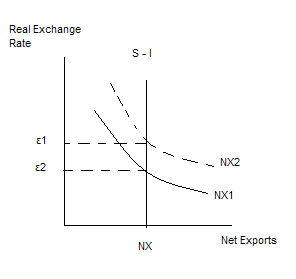 Real Exchange
Rate
S - I
ε1
ε2
NX2
NX1
Net Exports
NX